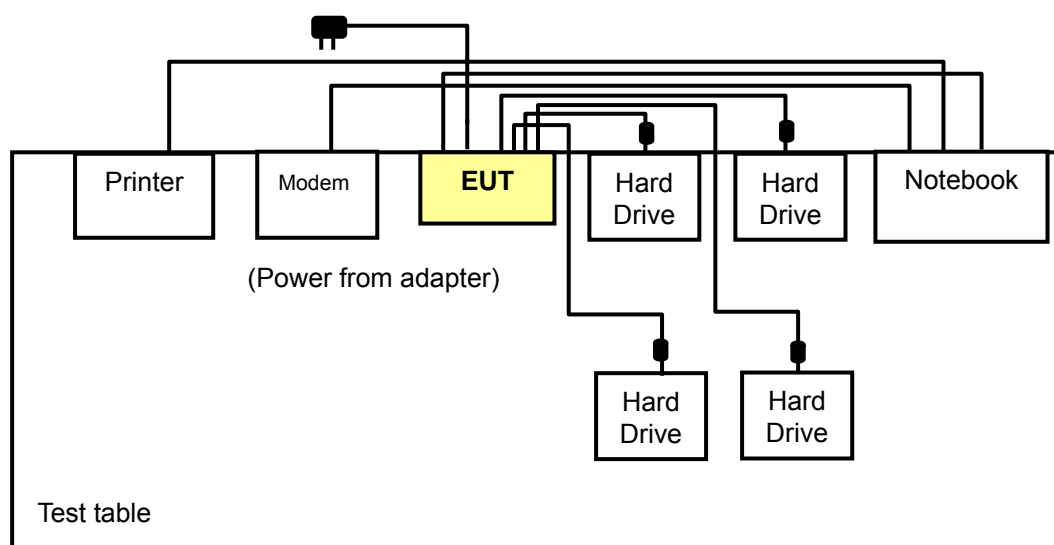 Printer
Modem
EUT
Hard
Drive
Hard
Drive
Notebook
(Power from adapter)
Hard
Drive
Hard
Drive
Test table